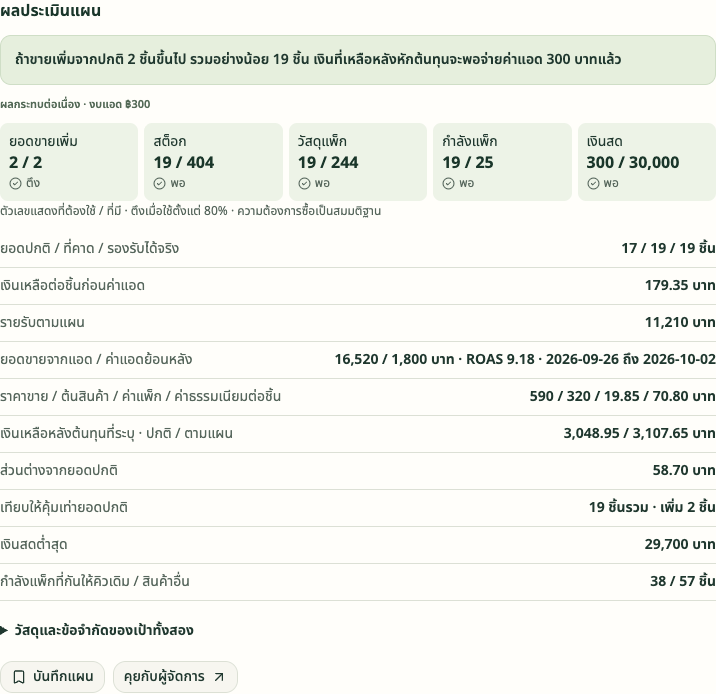 ผลประเมินแผน
ถ้าขายเพิ่มจากปกติ 2 ชิ้นขึ้นไป รวมอย่างน้อย 19 ชิ้น เงินที่เหลือหลังหักต้นทุนจะพอจ่ายค่าแอด 300 บาทแล้ว
ผลกระทบต่อเนื่อง · งบแอด ฿300
ยอดขายเพิ่ม
2 / 2
ตึง
สต็อก
19 / 404
พอ
วัสดุแพ็ก
19 / 244
พอ
กำลังแพ็ก
19 / 25
พอ
เงินสด
300 / 30,000
พอ
ตัวเลขแสดงที่ต้องใช้ / ที่มี · ตึงเมื่อใช้ตั้งแต่ 80% · ความต้องการซื้อเป็นสมมติฐาน
ยอดปกติ / ที่คาด / รองรับได้จริง 17 / 19 / 19 ชิ้น
เงินเหลือต่อชิ้นก่อนค่าแอด 179.35 บาท
รายรับตามแผน 11,210 บาท
ยอดขายจากแอด / ค่าแอดย้อนหลัง 16,520 / 1,800 บาท · ROAS 9.18 · 2026-09-26 ถึง 2026-10-02
ราคาขาย / ต้นสินค้า / ค่าแพ็ก / ค่าธรรมเนียมต่อชิ้น 590 / 320 / 19.85 / 70.80 บาท
เงินเหลือหลังต้นทุนที่ระบุ · ปกติ / ตามแผน 3,048.95 / 3,107.65 บาท
ส่วนต่างจากยอดปกติ 58.70 บาท
เทียบให้คุ้มเท่ายอดปกติ 19 ชิ้นรวม · เพิ่ม 2 ชิ้น
เงินสดต่ำสุด 29,700 บาท
กำลังแพ็กที่กันให้คิวเดิม / สินค้าอื่น 38 / 57 ชิ้น
วัสดุและข้อจำกัดของเป้าทั้งสอง
บันทึกแผน
คุยกับผู้จัดการ